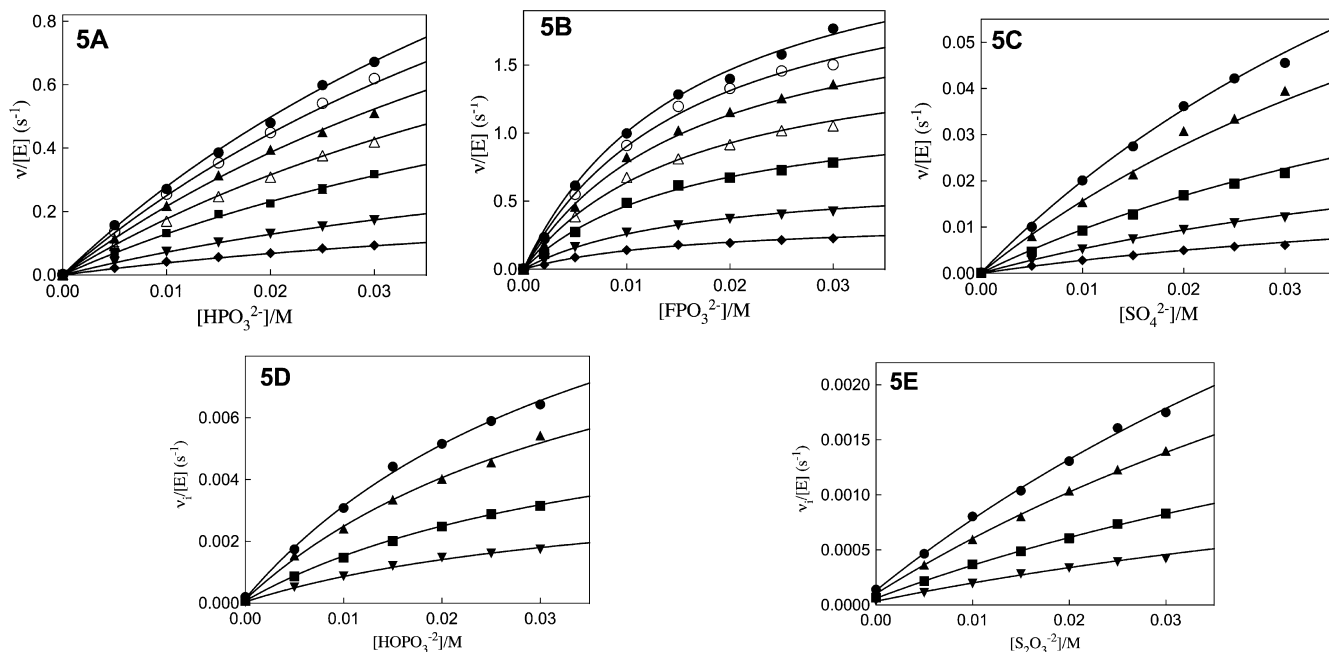 5A
0.8
0.6
0.4
0.2
0.0
ν/[E] (s⁻¹)
0.00 0.01 0.02 0.03
[HPO₃²⁻]/M
5B
1.5
1.0
0.5
0.0
ν/[E] (s⁻¹)
0.00 0.01 0.02 0.03
[FPO₃²⁻]/M
5C
0.05
0.04
0.03
0.02
0.01
0.00
ν/[E] (s⁻¹)
0.00 0.01 0.02 0.03
[SO₄²⁻]/M
5D
0.006
0.004
0.002
0.000
νᵢ/[E] (s⁻¹)
0.00 0.01 0.02 0.03
[HOPO₃⁻²]/M
5E
0.0020
0.0015
0.0010
0.0005
0.0000
νᵢ/[E] (s⁻¹)
0.00 0.01 0.02 0.03
[S₂O₃⁻²]/M